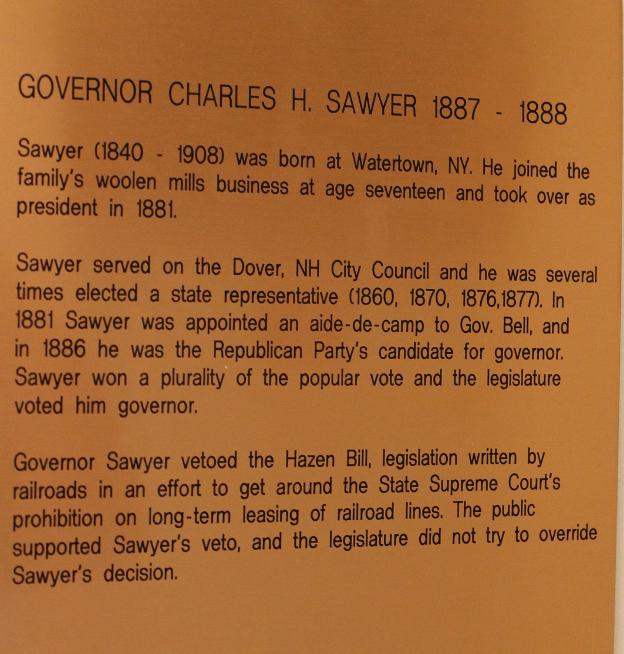 GOVERNOR CHARLES H. SAWYER 1887 - 1888
Sawyer (1840 - 1908) was born at Watertown, NY. He joined the
family's woolen mills business at age seventeen and took over as
president in 1881.
Sawyer served on the Dover, NH City Council and he was several
times elected a state representative (1860, 1870, 1876,1877). In
1881 Sawyer was appointed an aide-de-camp to Gov. Bell, and
in 1886 he was the Republican Party's candidate for governor.
Sawyer won a plurality of the popular vote and the legislature
voted him governor.
Governor Sawyer vetoed the Hazen Bill, legislation written by
railroads in an effort to get around the State Supreme Court's
prohibition on long-term leasing of railroad lines. The public
supported Sawyer's veto, and the legislature did not try to override
Sawyer's decision.